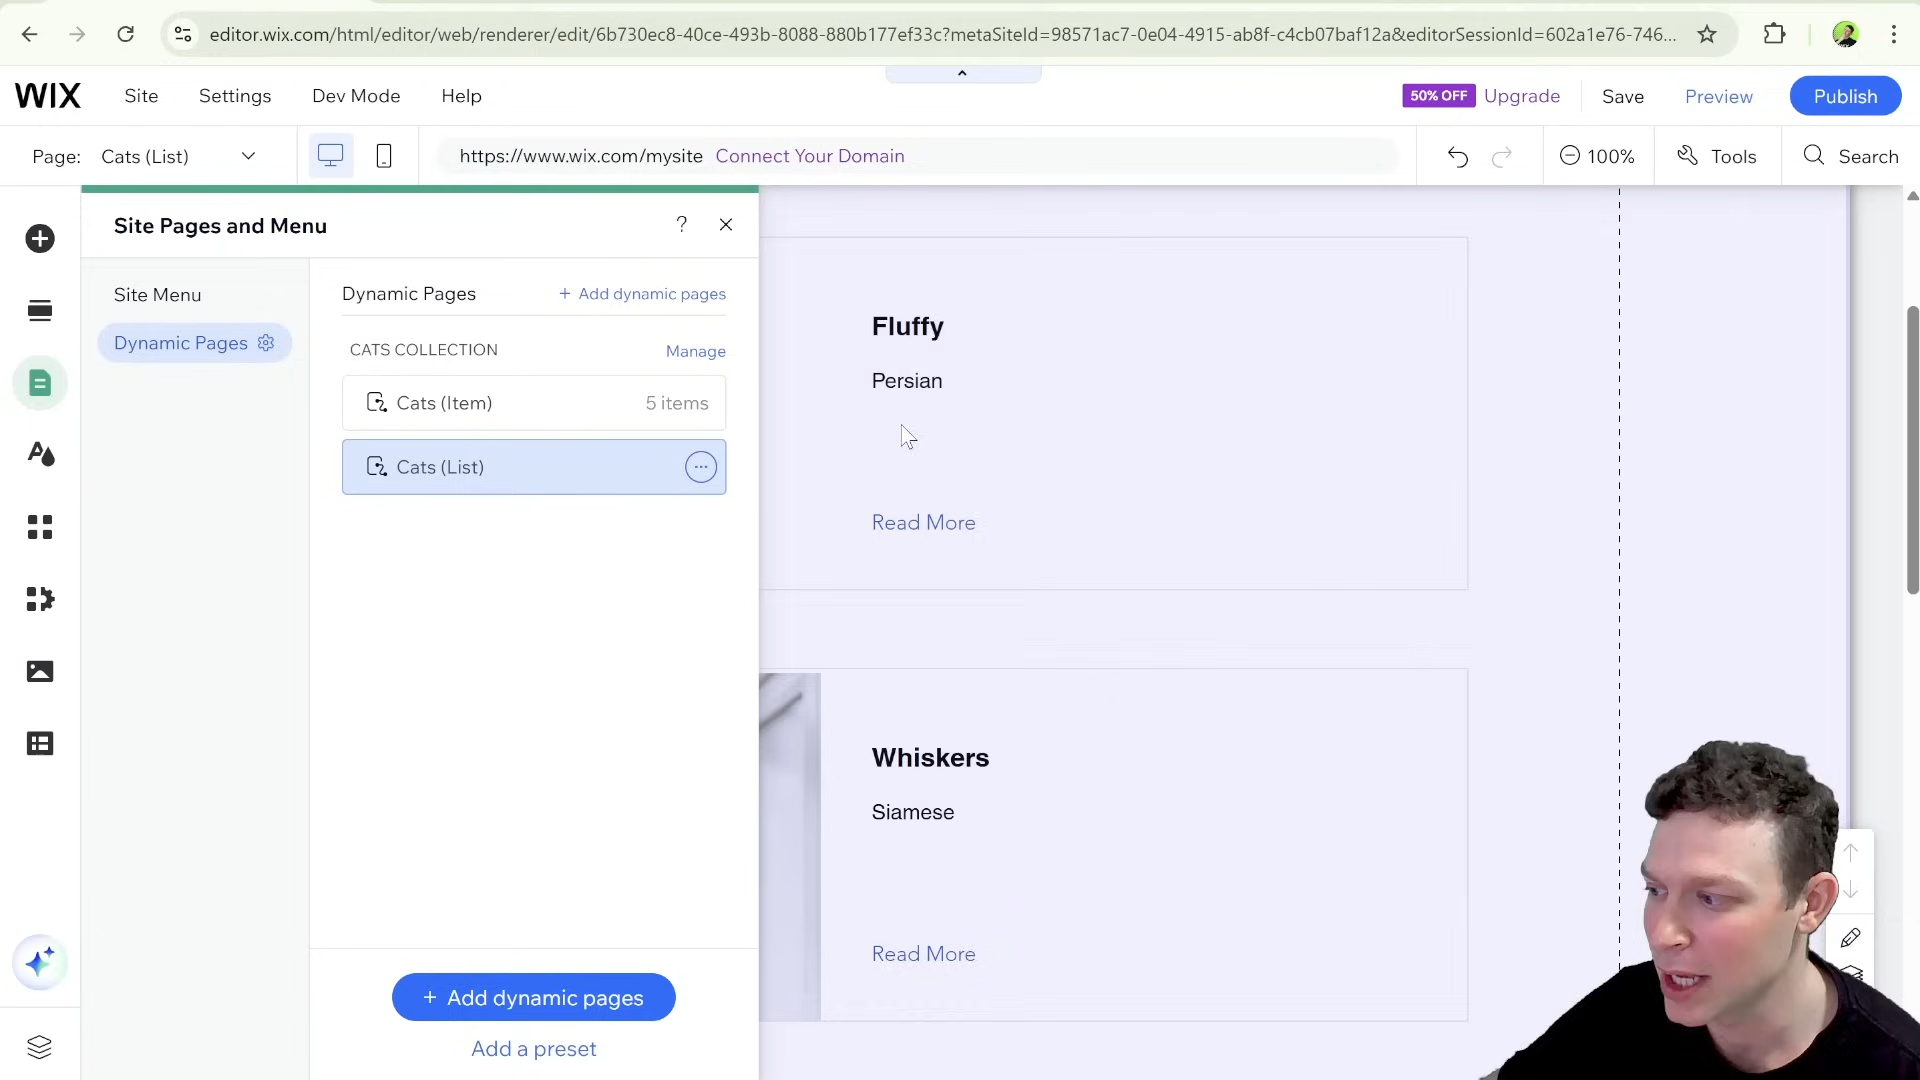 editor.wix.com/html/editor/web/renderer/edit/6b730ec8-40ce-493b-8088-880b177ef33c?metaSiteId=98571ac7-0e04-4915-ab8f-c4cb07baf12a&editorSessionId=602a1e76-746...
WIX Site Settings Dev Mode Help 50% OFF Upgrade Save Preview Publish
Page: Cats (List) https://www.wix.com/mysite Connect Your Domain 100% Tools Search
Site Pages and Menu ?
Site Menu
Dynamic Pages
Dynamic Pages + Add dynamic pages
CATS COLLECTION Manage
Cats (Item) 5 items
Cats (List)
+ Add dynamic pages
Add a preset
Fluffy
Persian
Read More
Whiskers
Siamese
Read More